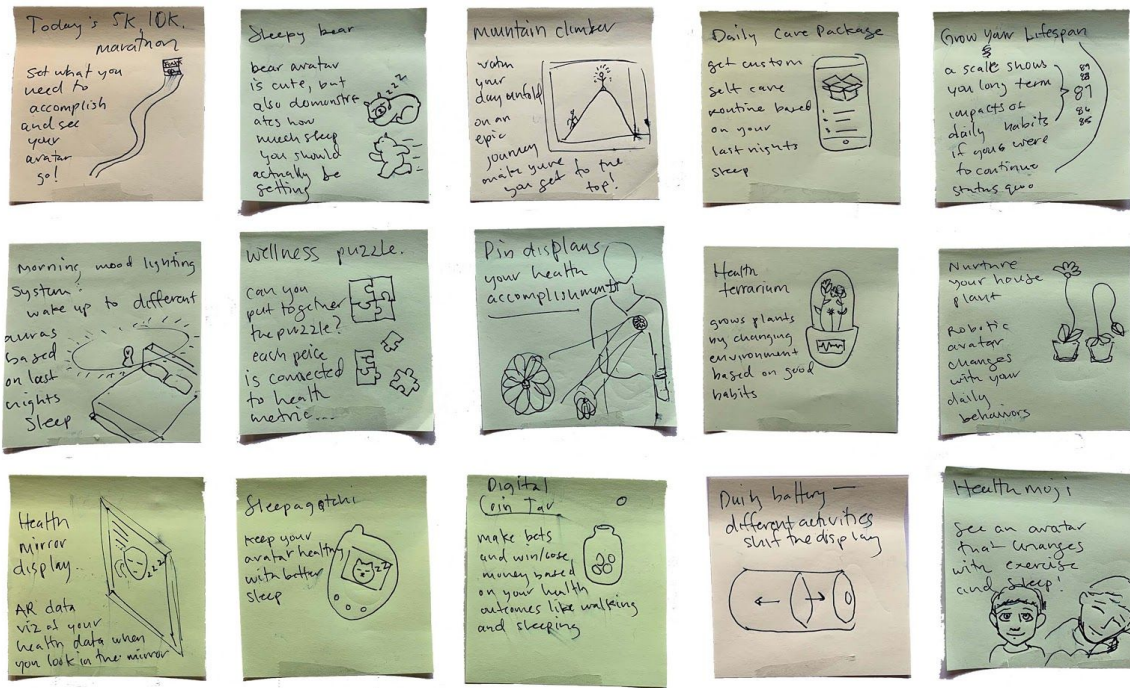 Today's 5K, 10K,
marathon
set what you
need to
accomplish
and see
your
avatar
go!
Sleepy bear
bear avatar
is cute, but
also demonstr
ates how
much sleep
you should
actually be
getting
zzz
mountain climber
watch
your
day unfold
on an
epic
journey
make sure
you get to the
top!
Daily Care Package
get custom
self care
routine based
on your
last nights
sleep
Grow your Lifespan
a scale shows
you long term
impacts of
daily habits
if you were
to continue
status quo
89
88
87
86
85
morning mood lighting
system:
wake up to different
auras
based
on last
nights
sleep
wellness puzzle.
can you
put together
the puzzle?
each peice
is connected
to health
metric...
Pin displays
your health
accomplishments
Health
terrarium
grows plants
by changing
environment
based on good
habits
Nurture
your house
plant
Robotic
avatar
changes
with your
daily
behaviors
Health
mirror
display
AR data
viz of your
health data when
you look in the mirror
zzz
Sleepagotchi
keep your
avatar healthy
with better
sleep
zz
Digital
Coin Jar
make bets
and win/lose
money based
on your health
outcomes like walking
and sleeping
Daily battery —
different activities
shift the display
Healthmoji
see an avatar
that changes
with exercise
and sleep!